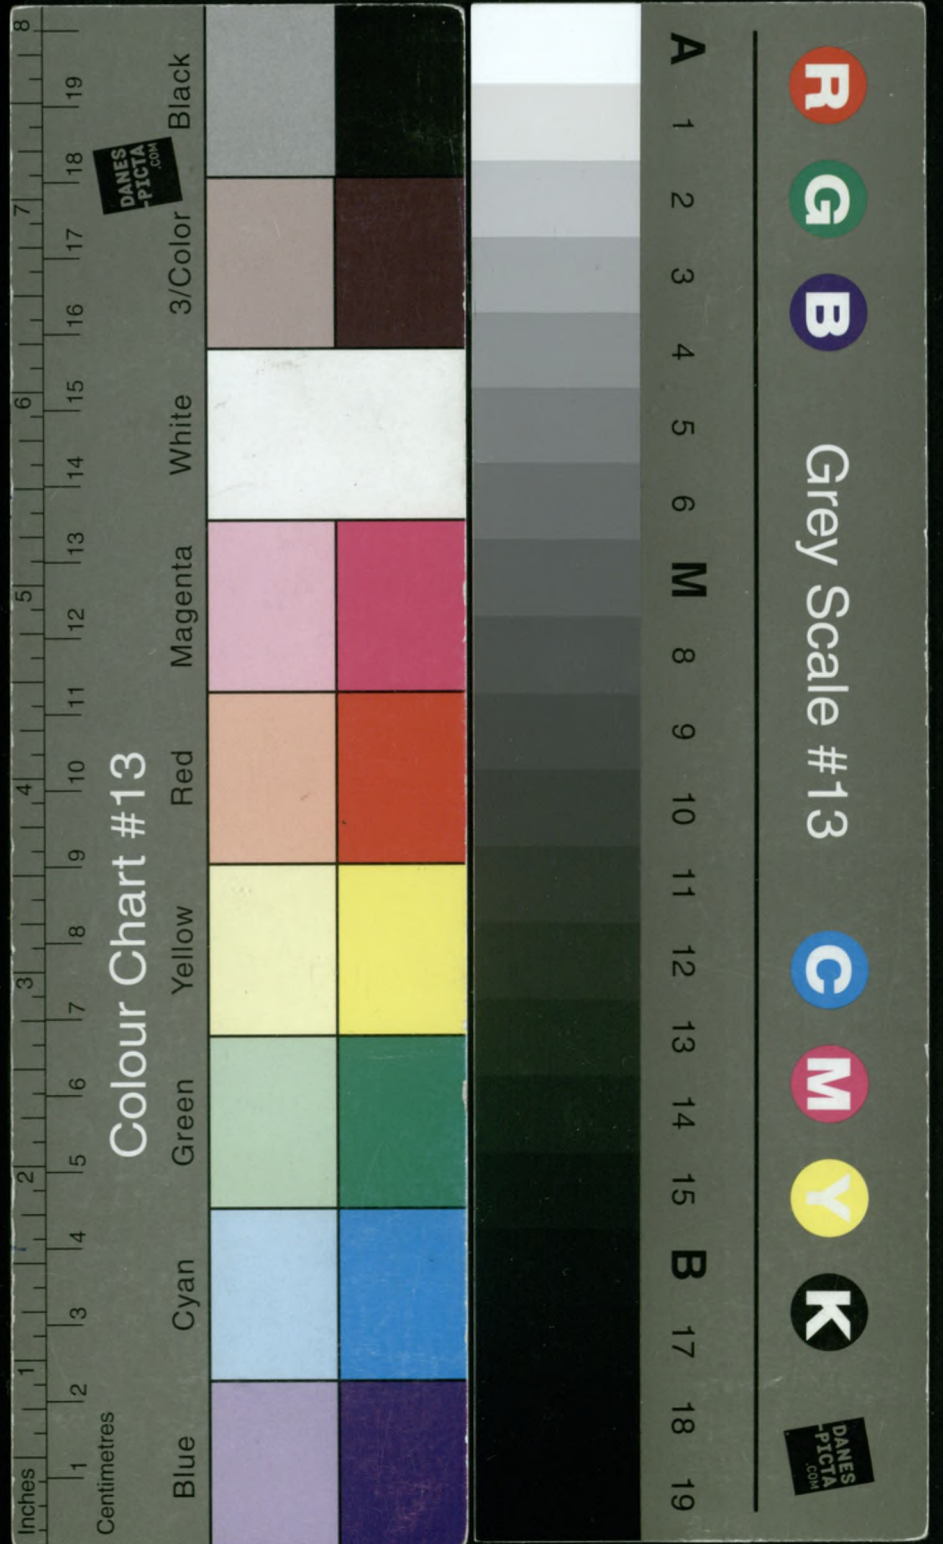 Colour Chart #13
Inches
1 2 3 4 5 6 7 8
Centimetres
1 2 3 4 5 6 7 8 9 10 11 12 13 14 15 16 17 18 19
Blue Cyan Green Yellow Red Magenta White 3/Color Black
DANES
-PICTA
.COM
R G B Grey Scale #13 C M Y K
DANES
-PICTA
.COM
A 1 2 3 4 5 6 M 8 9 10 11 12 13 14 15 B 17 18 19